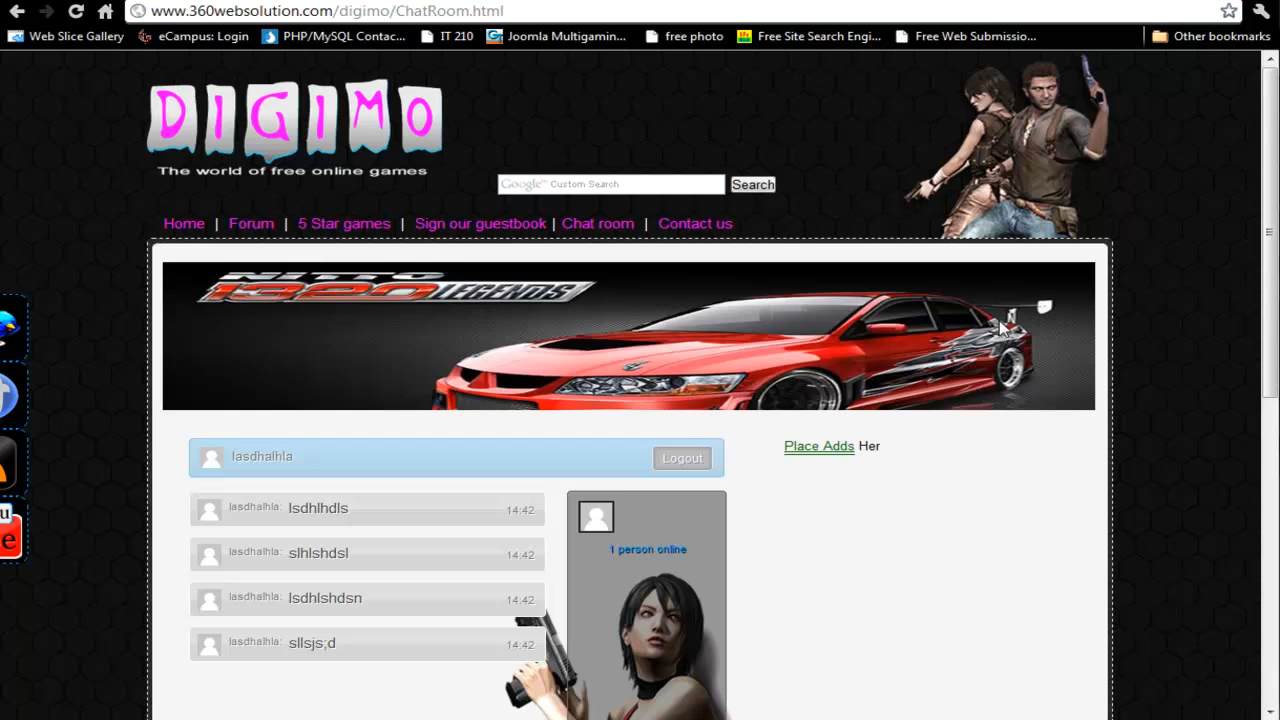 www.360websolution.com/digimo/ChatRoom.html
Web Slice Gallery eCampus: Login PHP/MySQL Contac... IT 210 Joomla Multigamin... free photo Free Site Search Engi... Free Web Submissio... Other bookmarks
DIGIMO
The world of free online games
Google™ Custom Search Search
Home | Forum | 5 Star games | Sign our guestbook | Chat room | Contact us
NITTO
1320 LEGENDS
lasdhalhla Logout
Place Adds Her
lasdhalhla: lsdhlhdls 14:42
1 person online
lasdhalhla: slhlshdsl 14:42
lasdhalhla: lsdhlshdsn 14:42
lasdhalhla: sllsjs;d 14:42